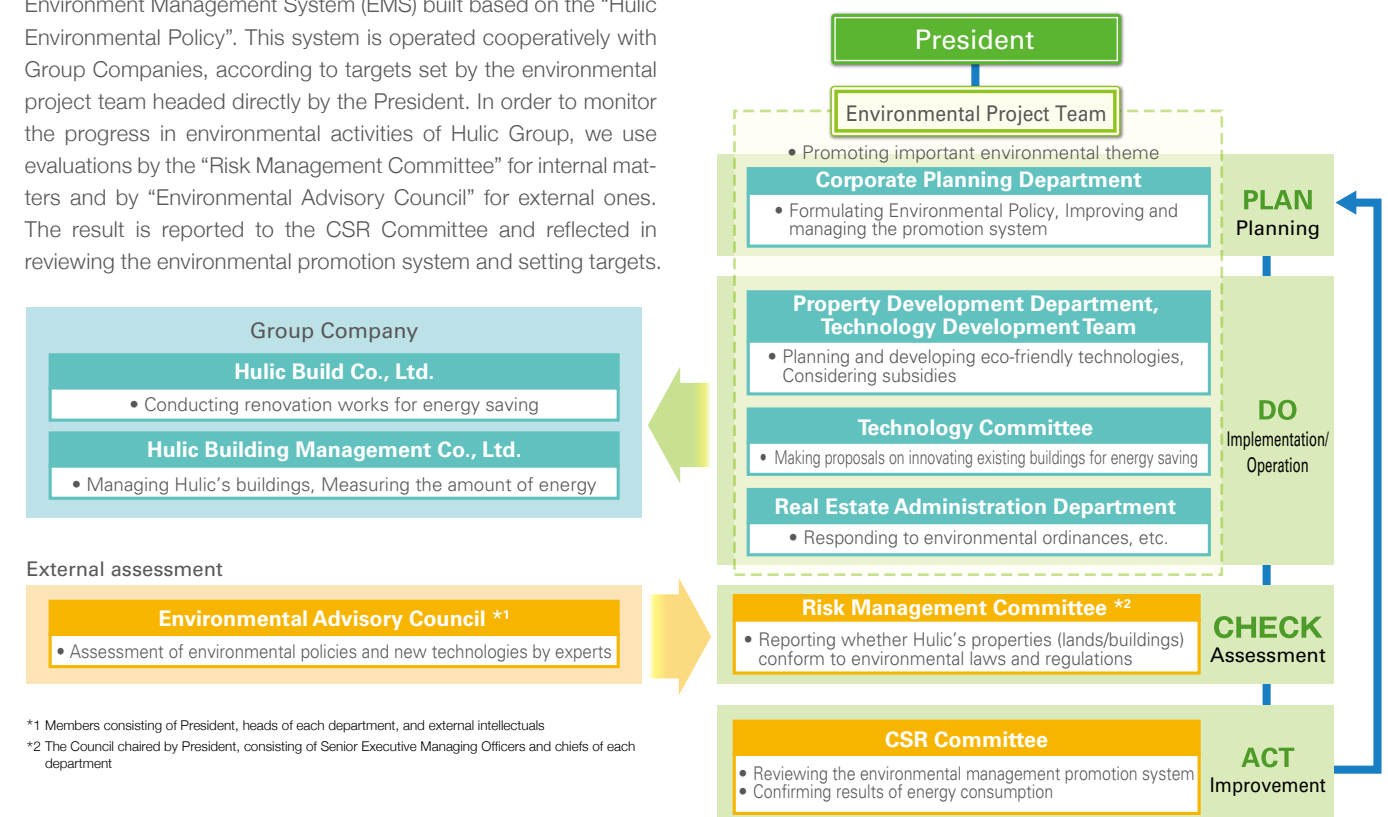 Environment Management System (EMS) built based on the “Hulic
Environmental Policy”. This system is operated cooperatively with
Group Companies, according to targets set by the environmental
project team headed directly by the President. In order to monitor
the progress in environmental activities of Hulic Group, we use
evaluations by the “Risk Management Committee” for internal mat-
ters and by “Environmental Advisory Council” for external ones.
The result is reported to the CSR Committee and reflected in
reviewing the environmental promotion system and setting targets.
Group Company
Hulic Build Co., Ltd.
• Conducting renovation works for energy saving
Hulic Building Management Co., Ltd.
• Managing Hulic’s buildings, Measuring the amount of energy
External assessment
Environmental Advisory Council *1
• Assessment of environmental policies and new technologies by experts
*1 Members consisting of President, heads of each department, and external intellectuals
*2 The Council chaired by President, consisting of Senior Executive Managing Officers and chiefs of each
department
President
Environmental Project Team
• Promoting important environmental theme
Corporate Planning Department
• Formulating Environmental Policy, Improving and
managing the promotion system
PLAN
Planning
Property Development Department,
Technology Development Team
• Planning and developing eco-friendly technologies,
Considering subsidies
Technology Committee
• Making proposals on innovating existing buildings for energy saving
Real Estate Administration Department
• Responding to environmental ordinances, etc.
DO
Implementation/
Operation
Risk Management Committee *2
• Reporting whether Hulic’s properties (lands/buildings)
conform to environmental laws and regulations
CHECK
Assessment
CSR Committee
• Reviewing the environmental management promotion system
• Confirming results of energy consumption
ACT
Improvement